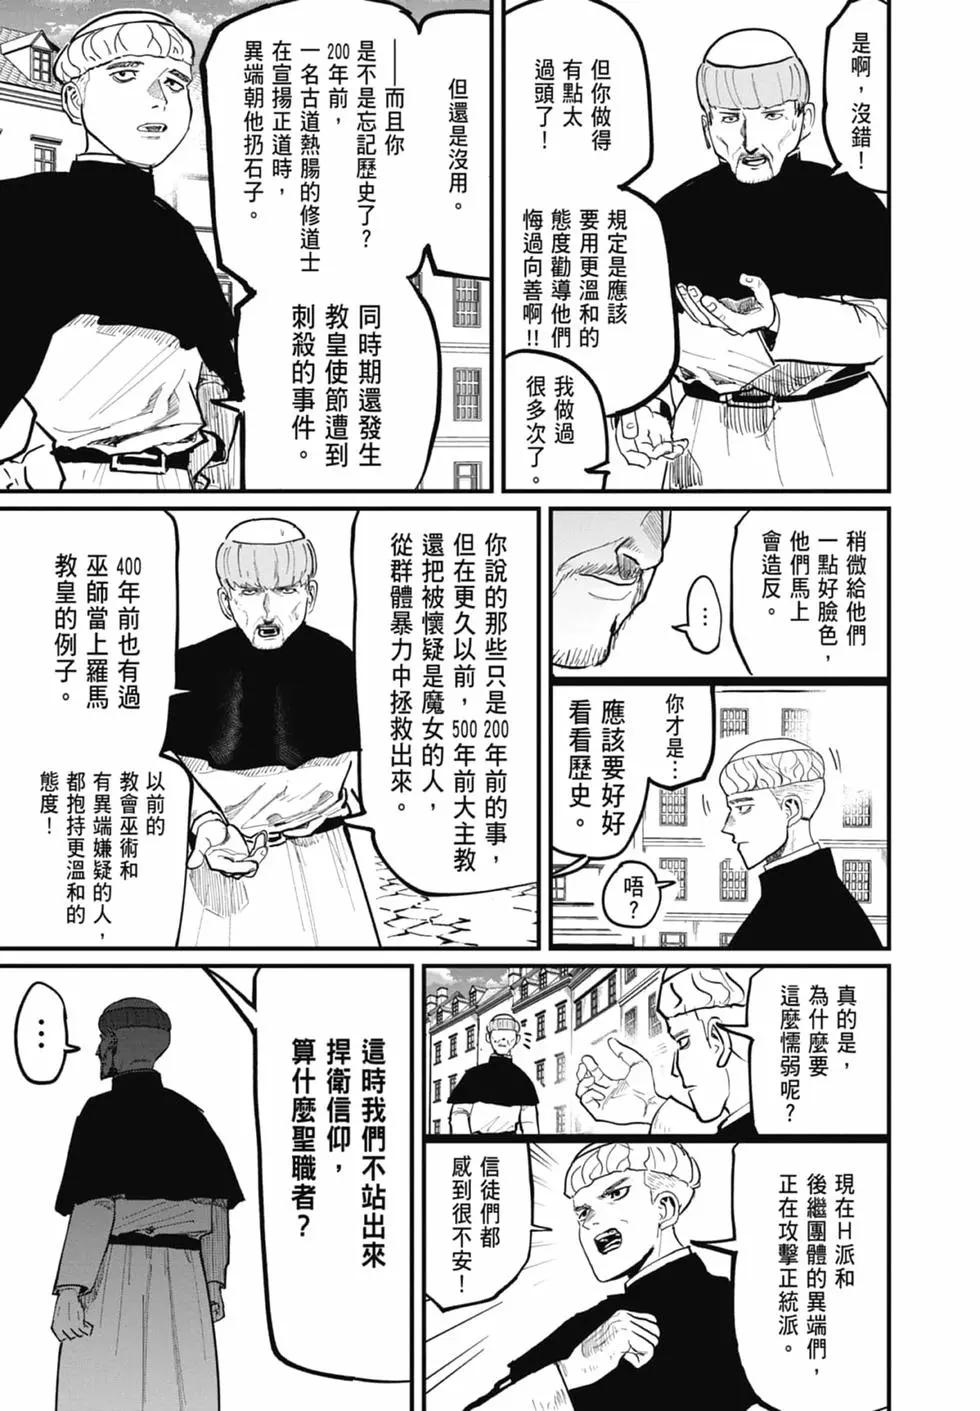 是啊，沒錯！
但你做得
有點太
過頭了！
規定是應該
要用更溫和的
態度勸導他們
悔過向善啊!!
我做過
很多次了。
但還是沒用。
——而且你
是不是忘記歷史了？
200年前，
一名古道熱腸的修道士
在宣揚正道時，
異端朝他扔石子。
同時期還發生
教皇使節遭到
刺殺的事件。
稍微給他們
一點好臉色，
他們馬上
會造反。
…
你才是…
應該要好好
看看歷史。
唔？
你說的那些只是200年前的事，
但在更久以前，500年前大主教
還把被懷疑是魔女的人，
從群體暴力中拯救出來。
400年前也有過
巫師當上羅馬
教皇的例子。
以前的
教會巫術和
有異端嫌疑的人，
都抱持更溫和的
態度！
真的是，
為什麼要
這麼懦弱呢？
現在H派和
後繼團體的異端們，
正在攻擊正統派。
信徒們都
感到很不安！
這時我們不站出來
捍衛信仰，
算什麼聖職者？
…